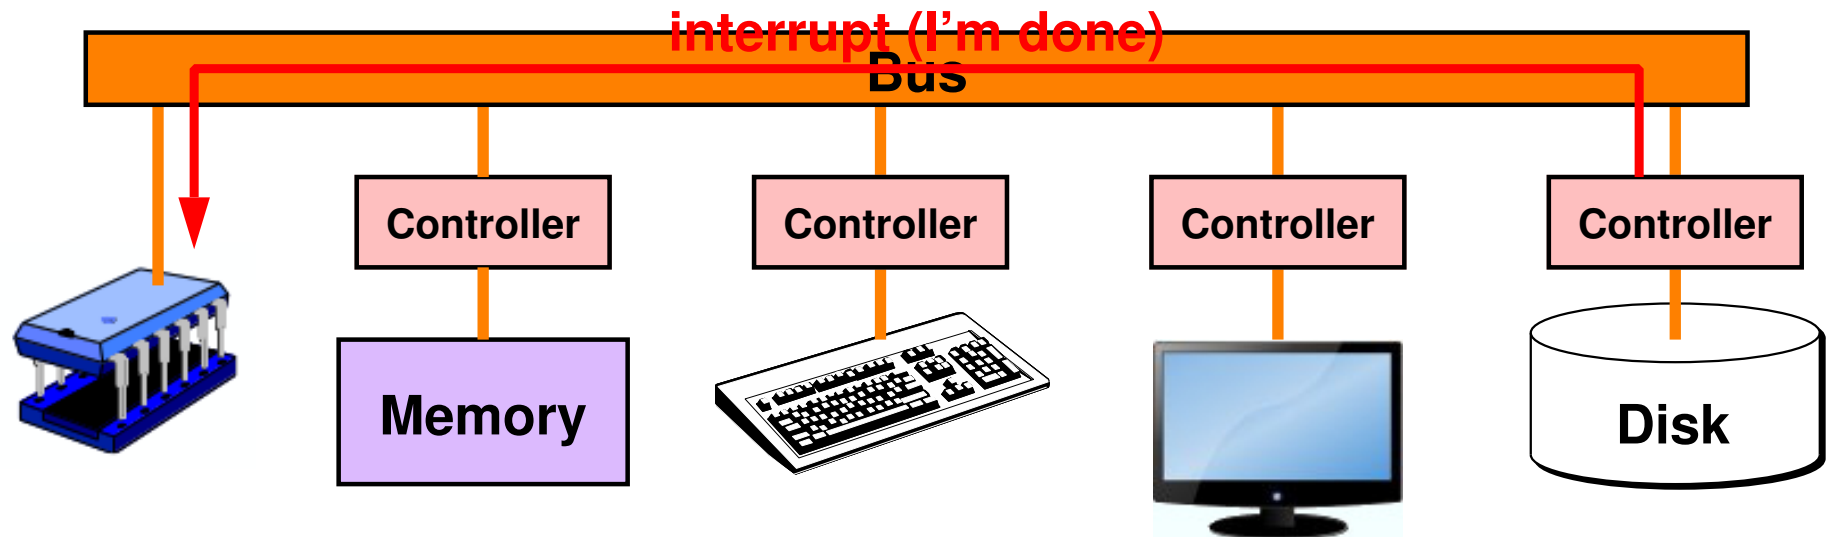 interrupt (I'm done)
Bus
Controller
Controller
Controller
Controller
Memory
Disk